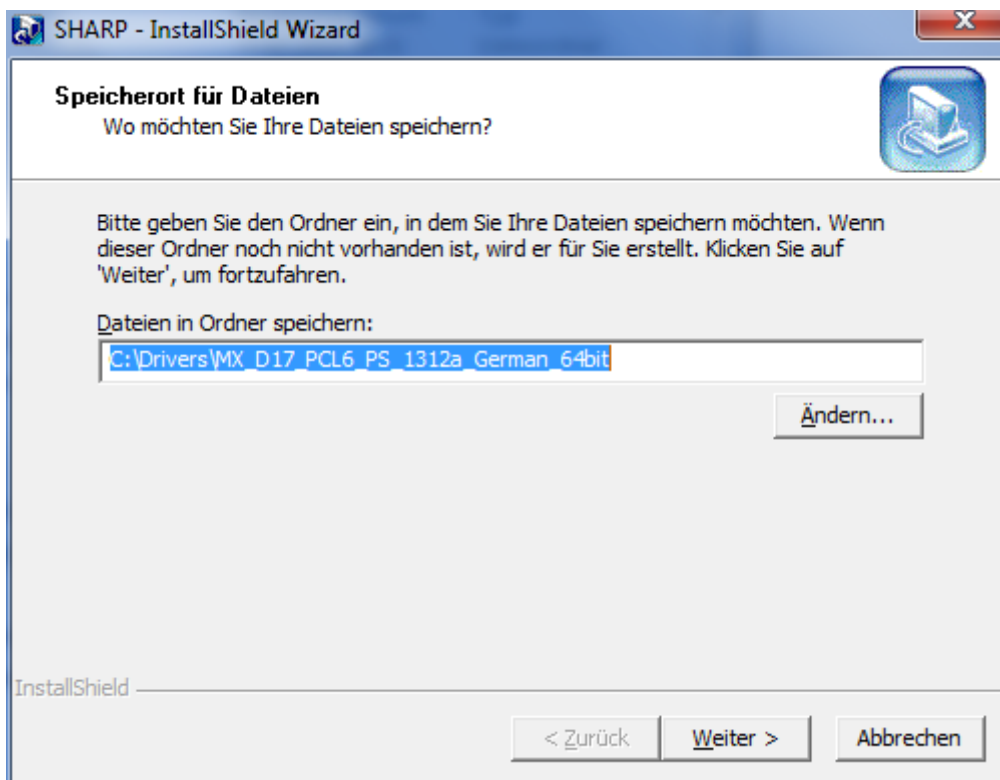 SHARP - InstallShield Wizard
X
Speicherort für Dateien
Wo möchten Sie Ihre Dateien speichern?
Bitte geben Sie den Ordner ein, in dem Sie Ihre Dateien speichern möchten. Wenn
dieser Ordner noch nicht vorhanden ist, wird er für Sie erstellt. Klicken Sie auf
'Weiter', um fortzufahren.
Dateien in Ordner speichern:
C:\Drivers\MX_D17_PCL6_PS_1312a_German_64bit
Ändern...
InstallShield
< Zurück
Weiter >
Abbrechen